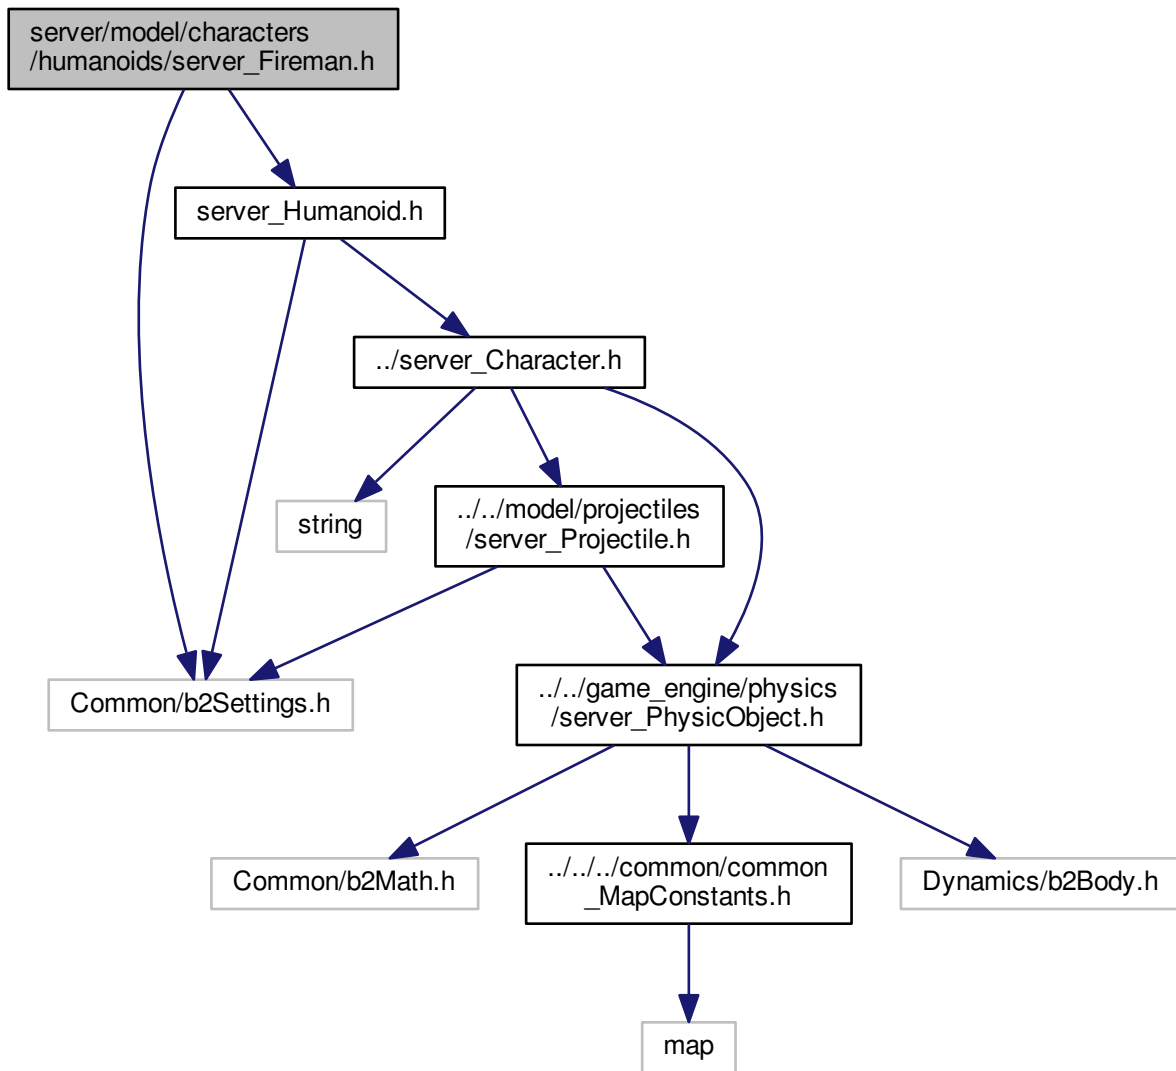 server/model/characters
/humanoids/server_Fireman.h
server_Humanoid.h
../server_Character.h
string
../../model/projectiles
/server_Projectile.h
Common/b2Settings.h
../../game_engine/physics
/server_PhysicObject.h
Common/b2Math.h
../../../common/common
_MapConstants.h
Dynamics/b2Body.h
map